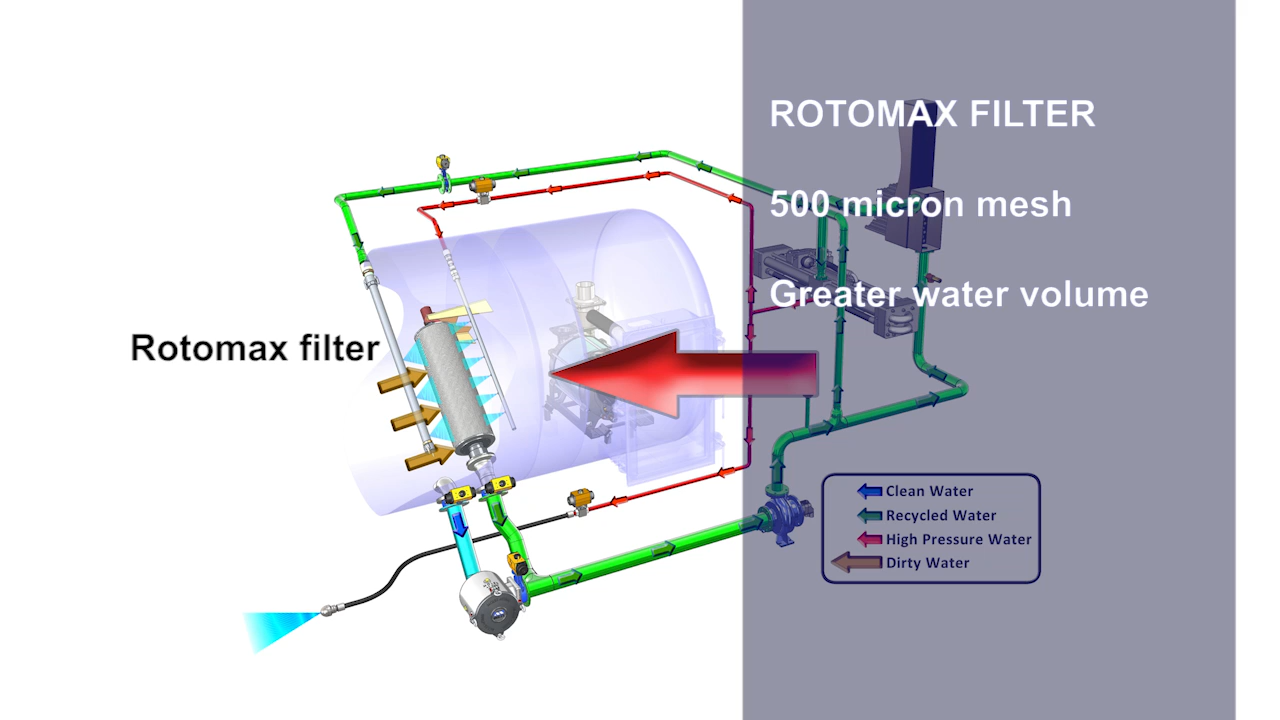 ROTOMAX FILTER
500 micron mesh
Greater water volume
Rotomax filter
Clean Water
Recycled Water
High Pressure Water
Dirty Water